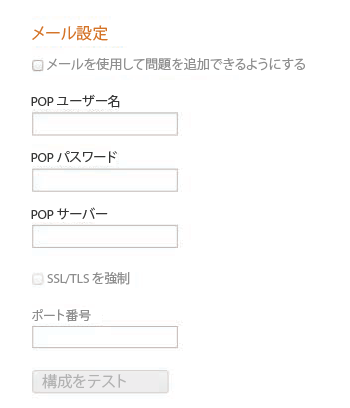 メール設定
メールを使用して問題を追加できるようにする
POP ユーザー名
POP パスワード
POP サーバー
SSL/TLS を強制
ポート番号
構成をテスト